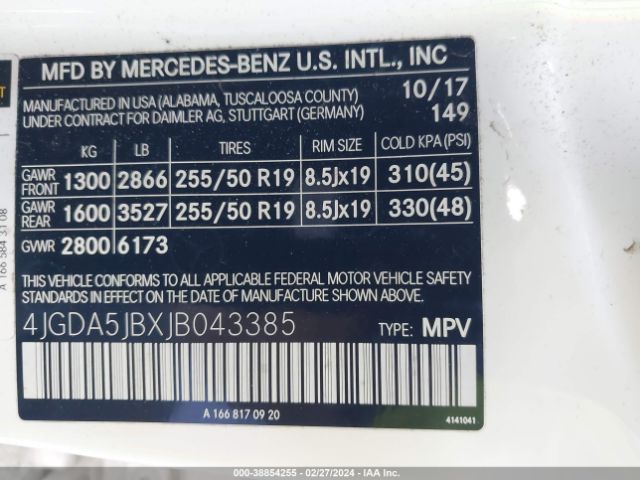 MFD BY MERCEDES-BENZ U.S. INTL., INC
MANUFACTURED IN USA (ALABAMA, TUSCALOOSA COUNTY) 10/17
UNDER CONTRACT FOR DAIMLER AG, STUTTGART (GERMANY) 149
KG LB TIRES RIM SIZE COLD KPA (PSI)
GAWR FRONT 1300 2866 255/50 R19 8.5Jx19 310(45)
GAWR REAR 1600 3527 255/50 R19 8.5Jx19 330(48)
GVWR 2800 6173
THIS VEHICLE CONFORMS TO ALL APPLICABLE FEDERAL MOTOR VEHICLE SAFETY
STANDARDS IN EFFECT ON THE DATE OF MANUFACTURE SHOWN ABOVE.
4JGDA5JBXJB043385 TYPE: MPV
A 166 817 09 20
4141041
A 166 584 31 08
000-38854255 - 02/27/2024 - IAA Inc.